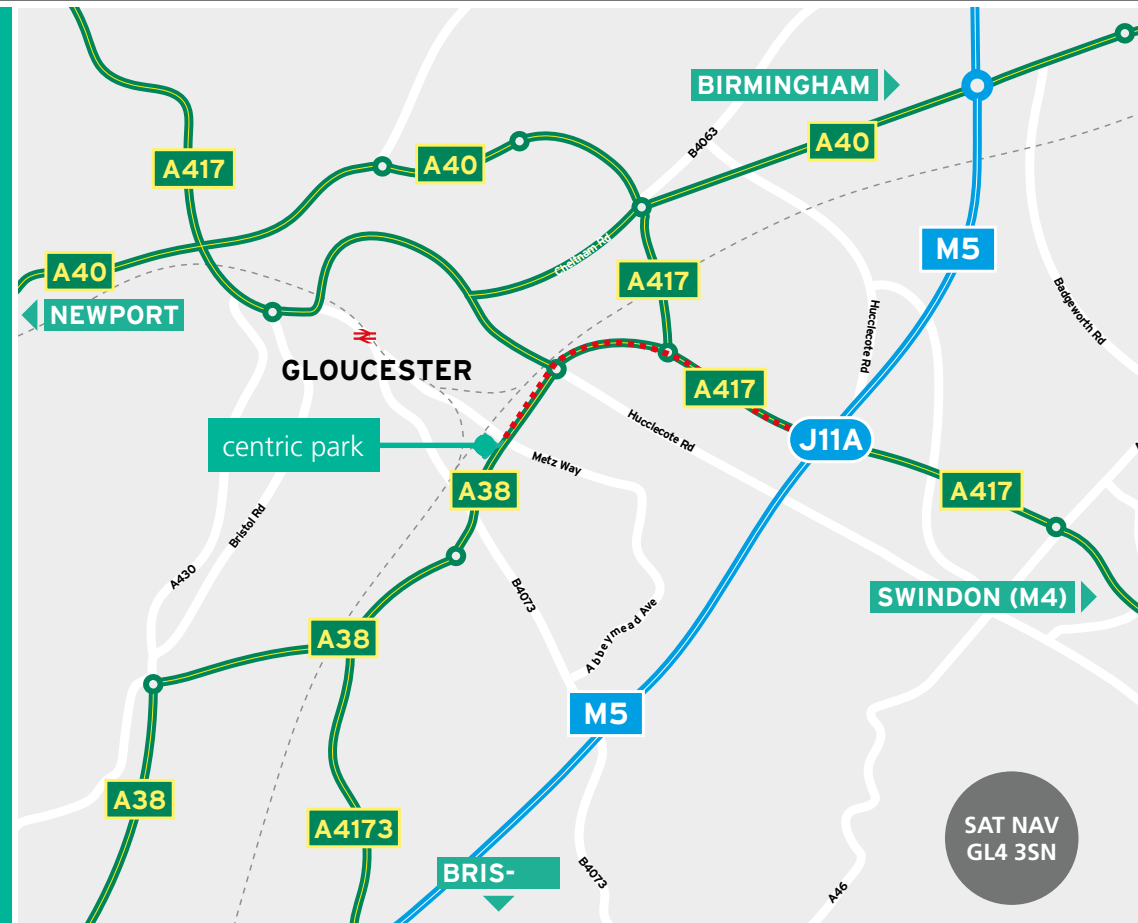 BIRMINGHAM
A40
B4063
A417
A40
M5
A40
Cheltnam Rd
A417
NEWPORT
Hucclecote Rd
Badgeworth Rd
GLOUCESTER
A417
Hucclecote Rd
J11A
centric park
Metz Way
A38
A417
Bristol Rd
A430
B4073
SWINDON (M4)
Abbeymead Ave
A38
M5
A38
A4173
SAT NAV
GL4 3SN
BRIS-
B4073
A46